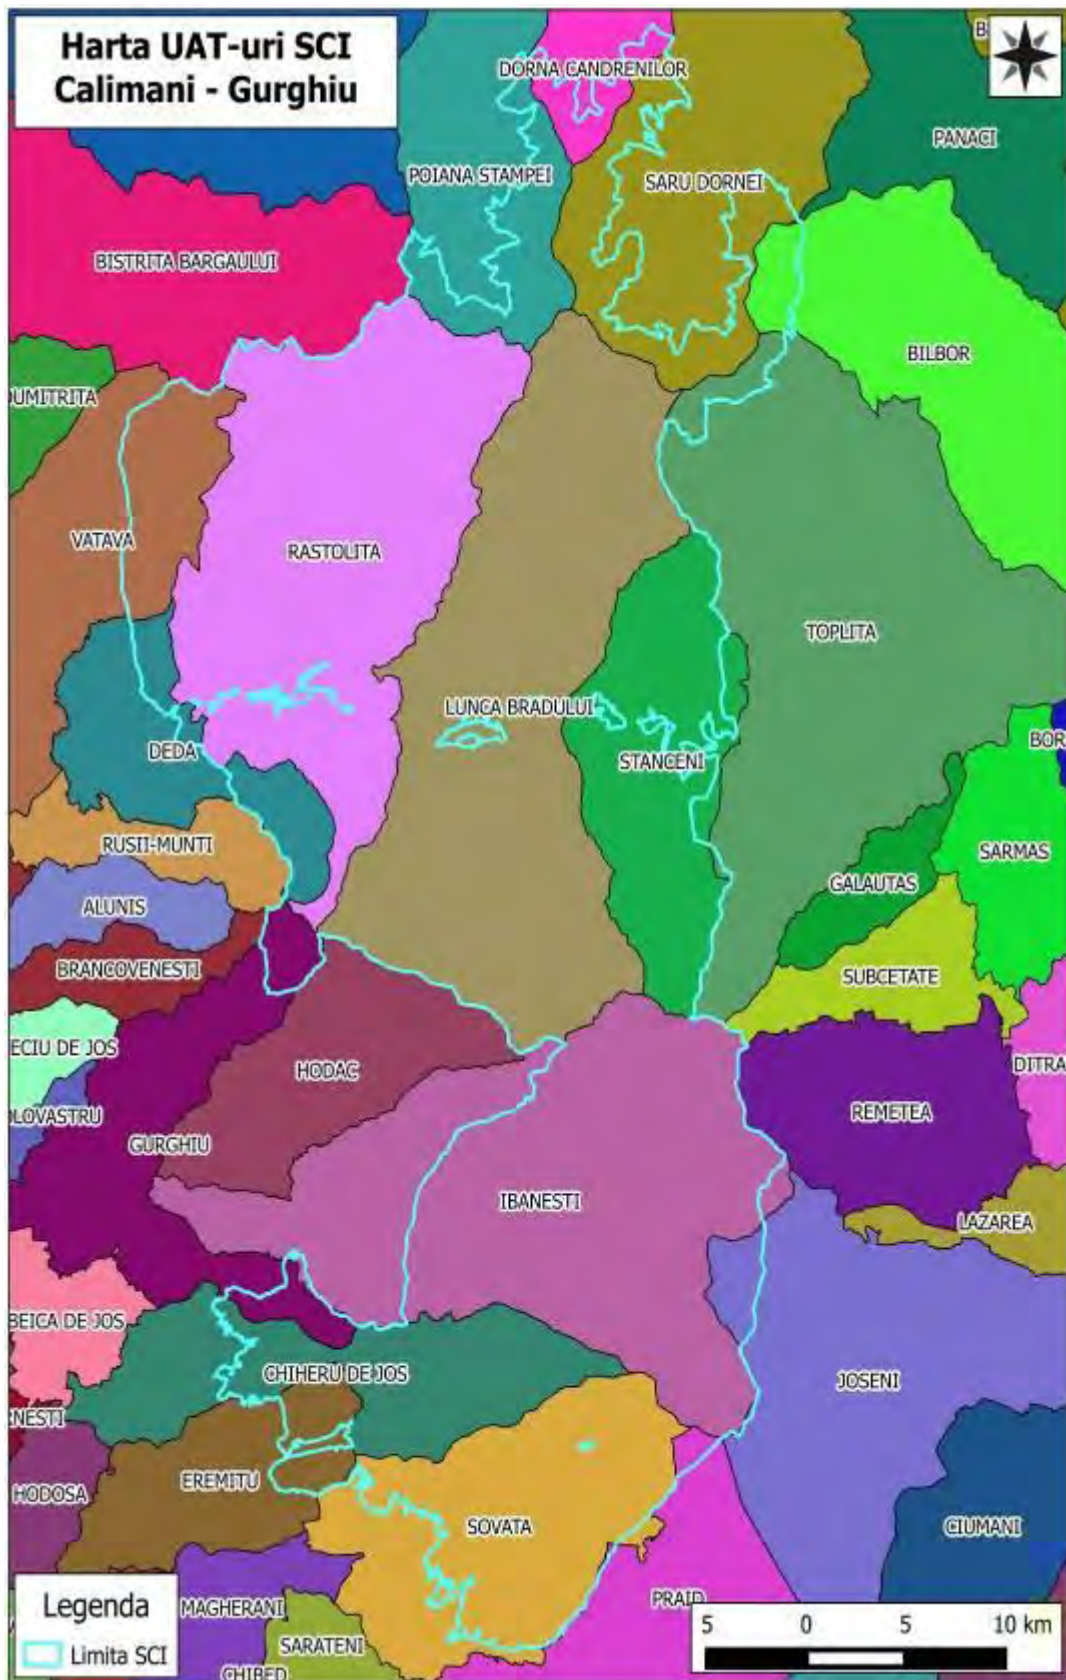 Harta UAT-uri SCI
Calimani - Gurghiu
DORNA CANDRENILOR
PANACI
POIANA STAMPEI
SARU DORNEI
BISTRITA BARGAULUI
BILBOR
DUMITRITA
VATAVA
RASTOLITA
TOPLITA
LUNCA BRADULUI
BOR
DEDA
STANCENI
RUSII-MUNTI
SARMAS
GALAUTAS
ALUNIS
BRANCOVENESTI
SUBCETATE
ECIU DE JOS
HODAC
DITRA
LOVASTRU
REMETEA
GURGHIU
IBANESTI
LAZAREA
BEICA DE JOS
CHIHERU DE JOS
JOSENI
RNESTI
EREMITU
HODOSA
SOVATA
CIUMANI
PRAID
MAGHERANI
SARATENI
CHIBED
Legenda
Limita SCI
5 0 5 10 km